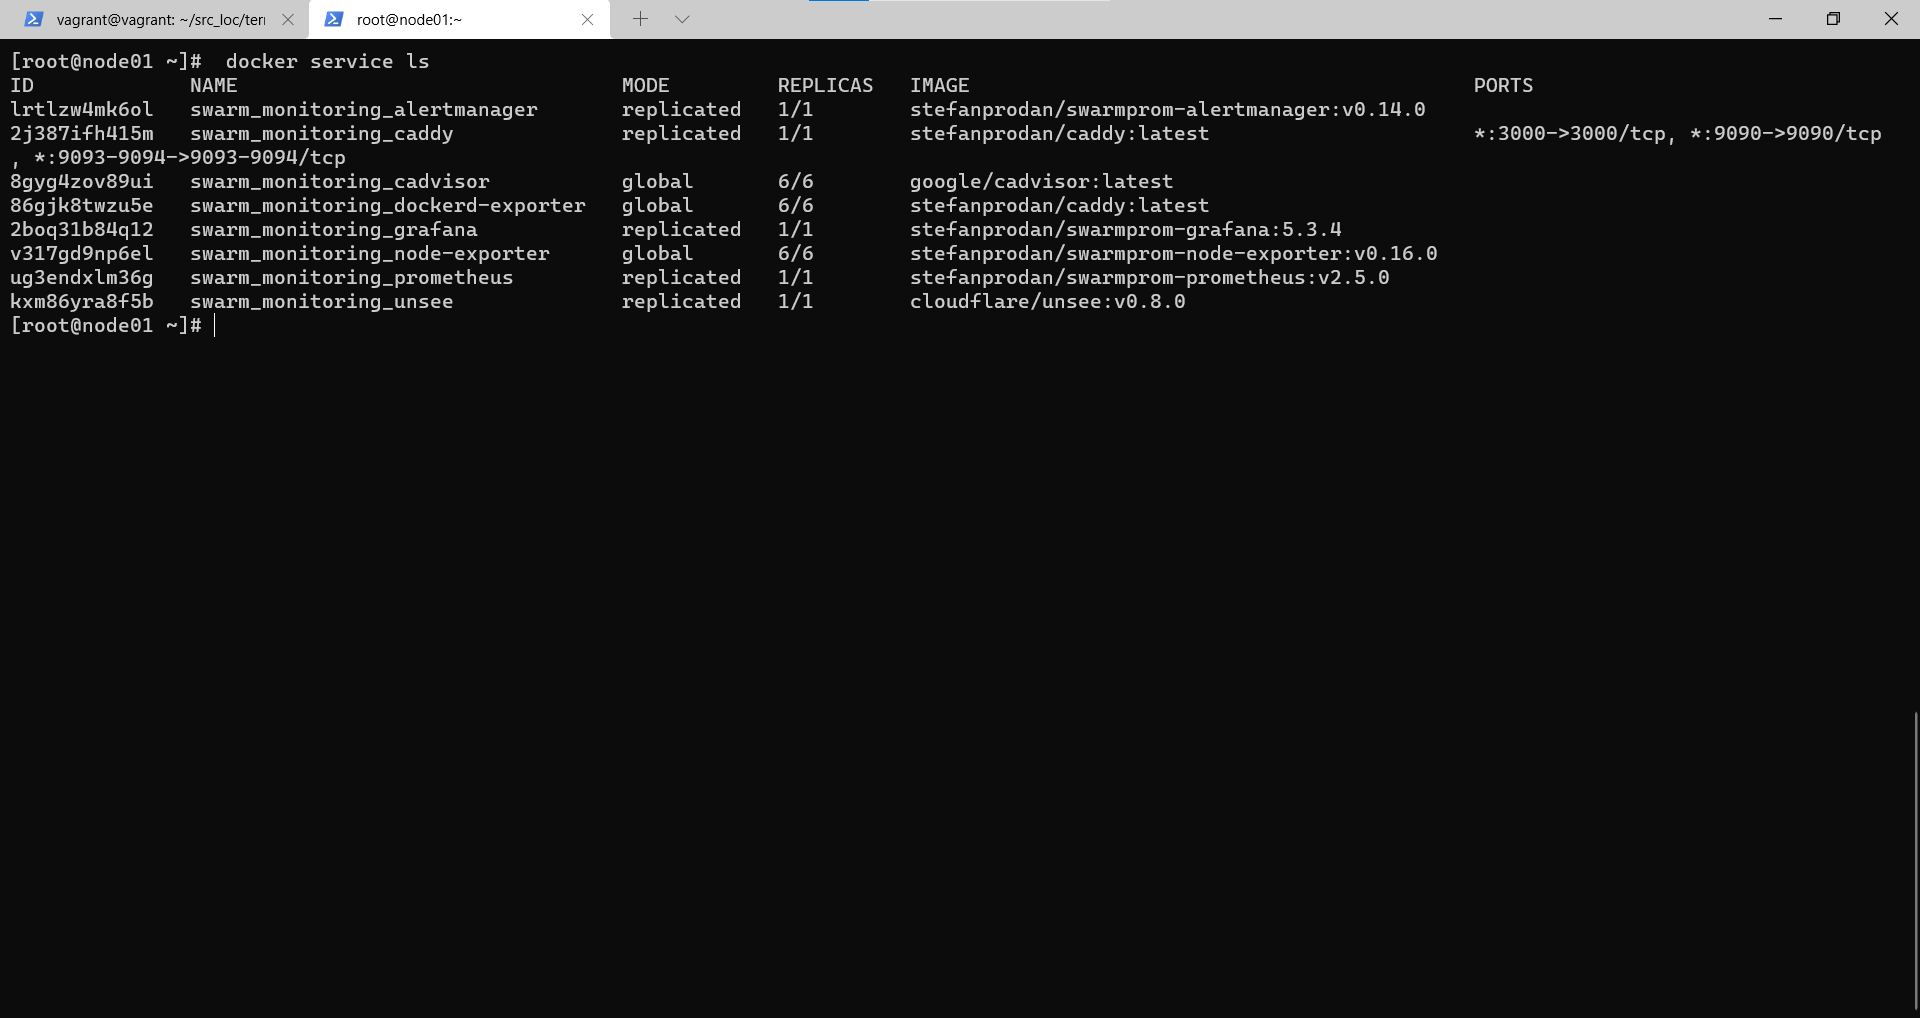 vagrant@vagrant: ~/src_loc/terr
root@node01:~
[root@node01 ~]#  docker service ls
ID             NAME                                MODE         REPLICAS   IMAGE                                          PORTS
lrtlzw4mk6ol   swarm_monitoring_alertmanager       replicated   1/1        stefanprodan/swarmprom-alertmanager:v0.14.0
2j387ifh415m   swarm_monitoring_caddy              replicated   1/1        stefanprodan/caddy:latest                      *:3000->3000/tcp, *:9090->9090/tcp
, *:9093-9094->9093-9094/tcp
8gyg4zov89ui   swarm_monitoring_cadvisor           global       6/6        google/cadvisor:latest
86gjk8twzu5e   swarm_monitoring_dockerd-exporter   global       6/6        stefanprodan/caddy:latest
2boq31b84q12   swarm_monitoring_grafana            replicated   1/1        stefanprodan/swarmprom-grafana:5.3.4
v317gd9np6el   swarm_monitoring_node-exporter      global       6/6        stefanprodan/swarmprom-node-exporter:v0.16.0
ug3endxlm36g   swarm_monitoring_prometheus         replicated   1/1        stefanprodan/swarmprom-prometheus:v2.5.0
kxm86yra8f5b   swarm_monitoring_unsee              replicated   1/1        cloudflare/unsee:v0.8.0
[root@node01 ~]#